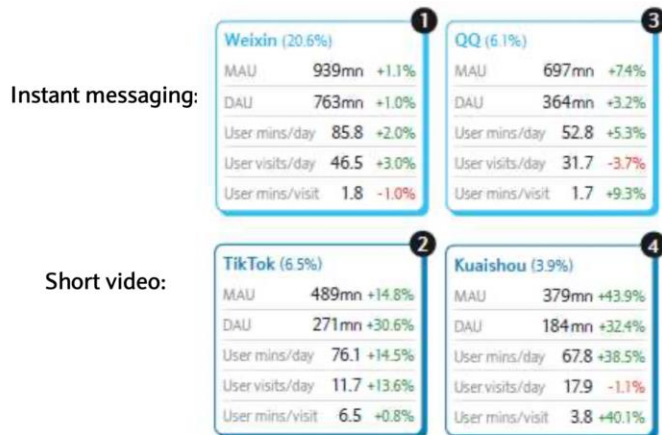 Instant messaging:
1
Weixin (20.6%)
MAU 939mn +1.1%
DAU 763mn +1.0%
User mins/day 85.8 +2.0%
User visits/day 46.5 +3.0%
User mins/visit 1.8 -1.0%
3
QQ (6.1%)
MAU 697mn +7.4%
DAU 364mn +3.2%
User mins/day 52.8 +5.3%
User visits/day 31.7 -3.7%
User mins/visit 1.7 +9.3%
Short video:
2
TikTok (6.5%)
MAU 489mn +14.8%
DAU 271mn +30.6%
User mins/day 76.1 +14.5%
User visits/day 11.7 +13.6%
User mins/visit 6.5 +0.8%
4
Kuaishou (3.9%)
MAU 379mn +43.9%
DAU 184mn +32.4%
User mins/day 67.8 +38.5%
User visits/day 17.9 -1.1%
User mins/visit 3.8 +40.1%